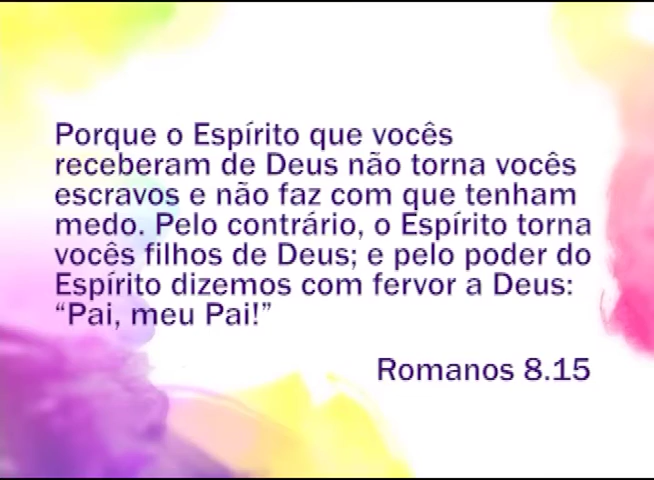 Porque o Espírito que vocês
receberam de Deus não torna vocês
escravos e não faz com que tenham
medo. Pelo contrário, o Espírito torna
vocês filhos de Deus; e pelo poder do
Espírito dizemos com fervor a Deus:
“Pai, meu Pai!”
Romanos 8.15